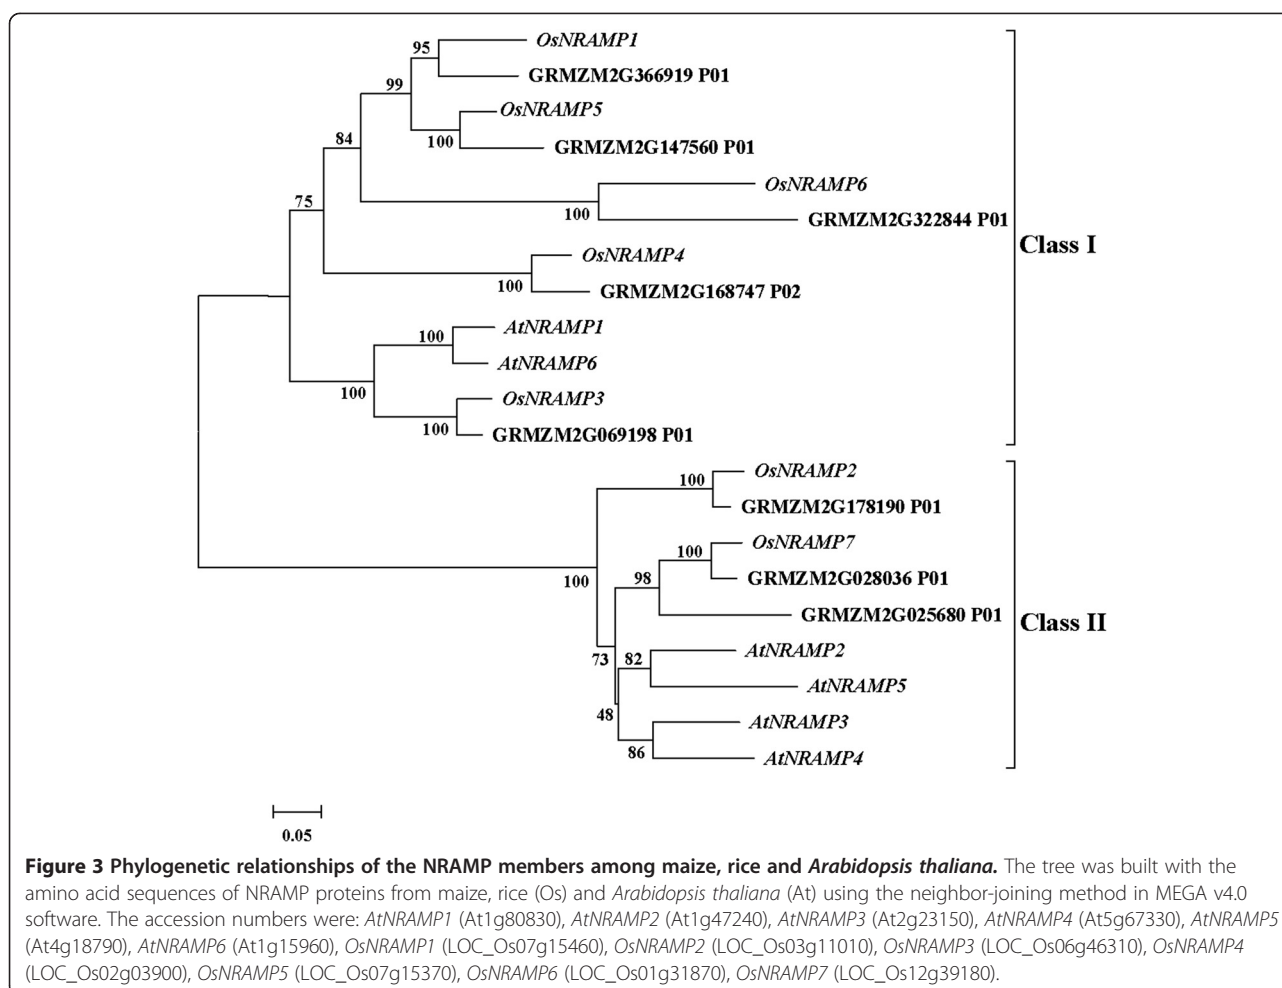 OsNRAMP1
95
GRMZM2G366919 P01
99
OsNRAMP5
100
GRMZM2G147560 P01
84
OsNRAMP6
100
GRMZM2G322844 P01
75
Class I
OsNRAMP4
100
GRMZM2G168747 P02
AtNRAMP1
100
AtNRAMP6
100
OsNRAMP3
100
GRMZM2G069198 P01
OsNRAMP2
100
GRMZM2G178190 P01
OsNRAMP7
100
GRMZM2G028036 P01
100
98
GRMZM2G025680 P01
Class II
73
AtNRAMP2
82
AtNRAMP5
48
AtNRAMP3
86
AtNRAMP4
0.05
Figure 3 Phylogenetic relationships of the NRAMP members among maize, rice and Arabidopsis thaliana. The tree was built with the
amino acid sequences of NRAMP proteins from maize, rice (Os) and Arabidopsis thaliana (At) using the neighbor-joining method in MEGA v4.0
software. The accession numbers were: AtNRAMP1 (At1g80830), AtNRAMP2 (At1g47240), AtNRAMP3 (At2g23150), AtNRAMP4 (At5g67330), AtNRAMP5
(At4g18790), AtNRAMP6 (At1g15960), OsNRAMP1 (LOC_Os07g15460), OsNRAMP2 (LOC_Os03g11010), OsNRAMP3 (LOC_Os06g46310), OsNRAMP4
(LOC_Os02g03900), OsNRAMP5 (LOC_Os07g15370), OsNRAMP6 (LOC_Os01g31870), OsNRAMP7 (LOC_Os12g39180).